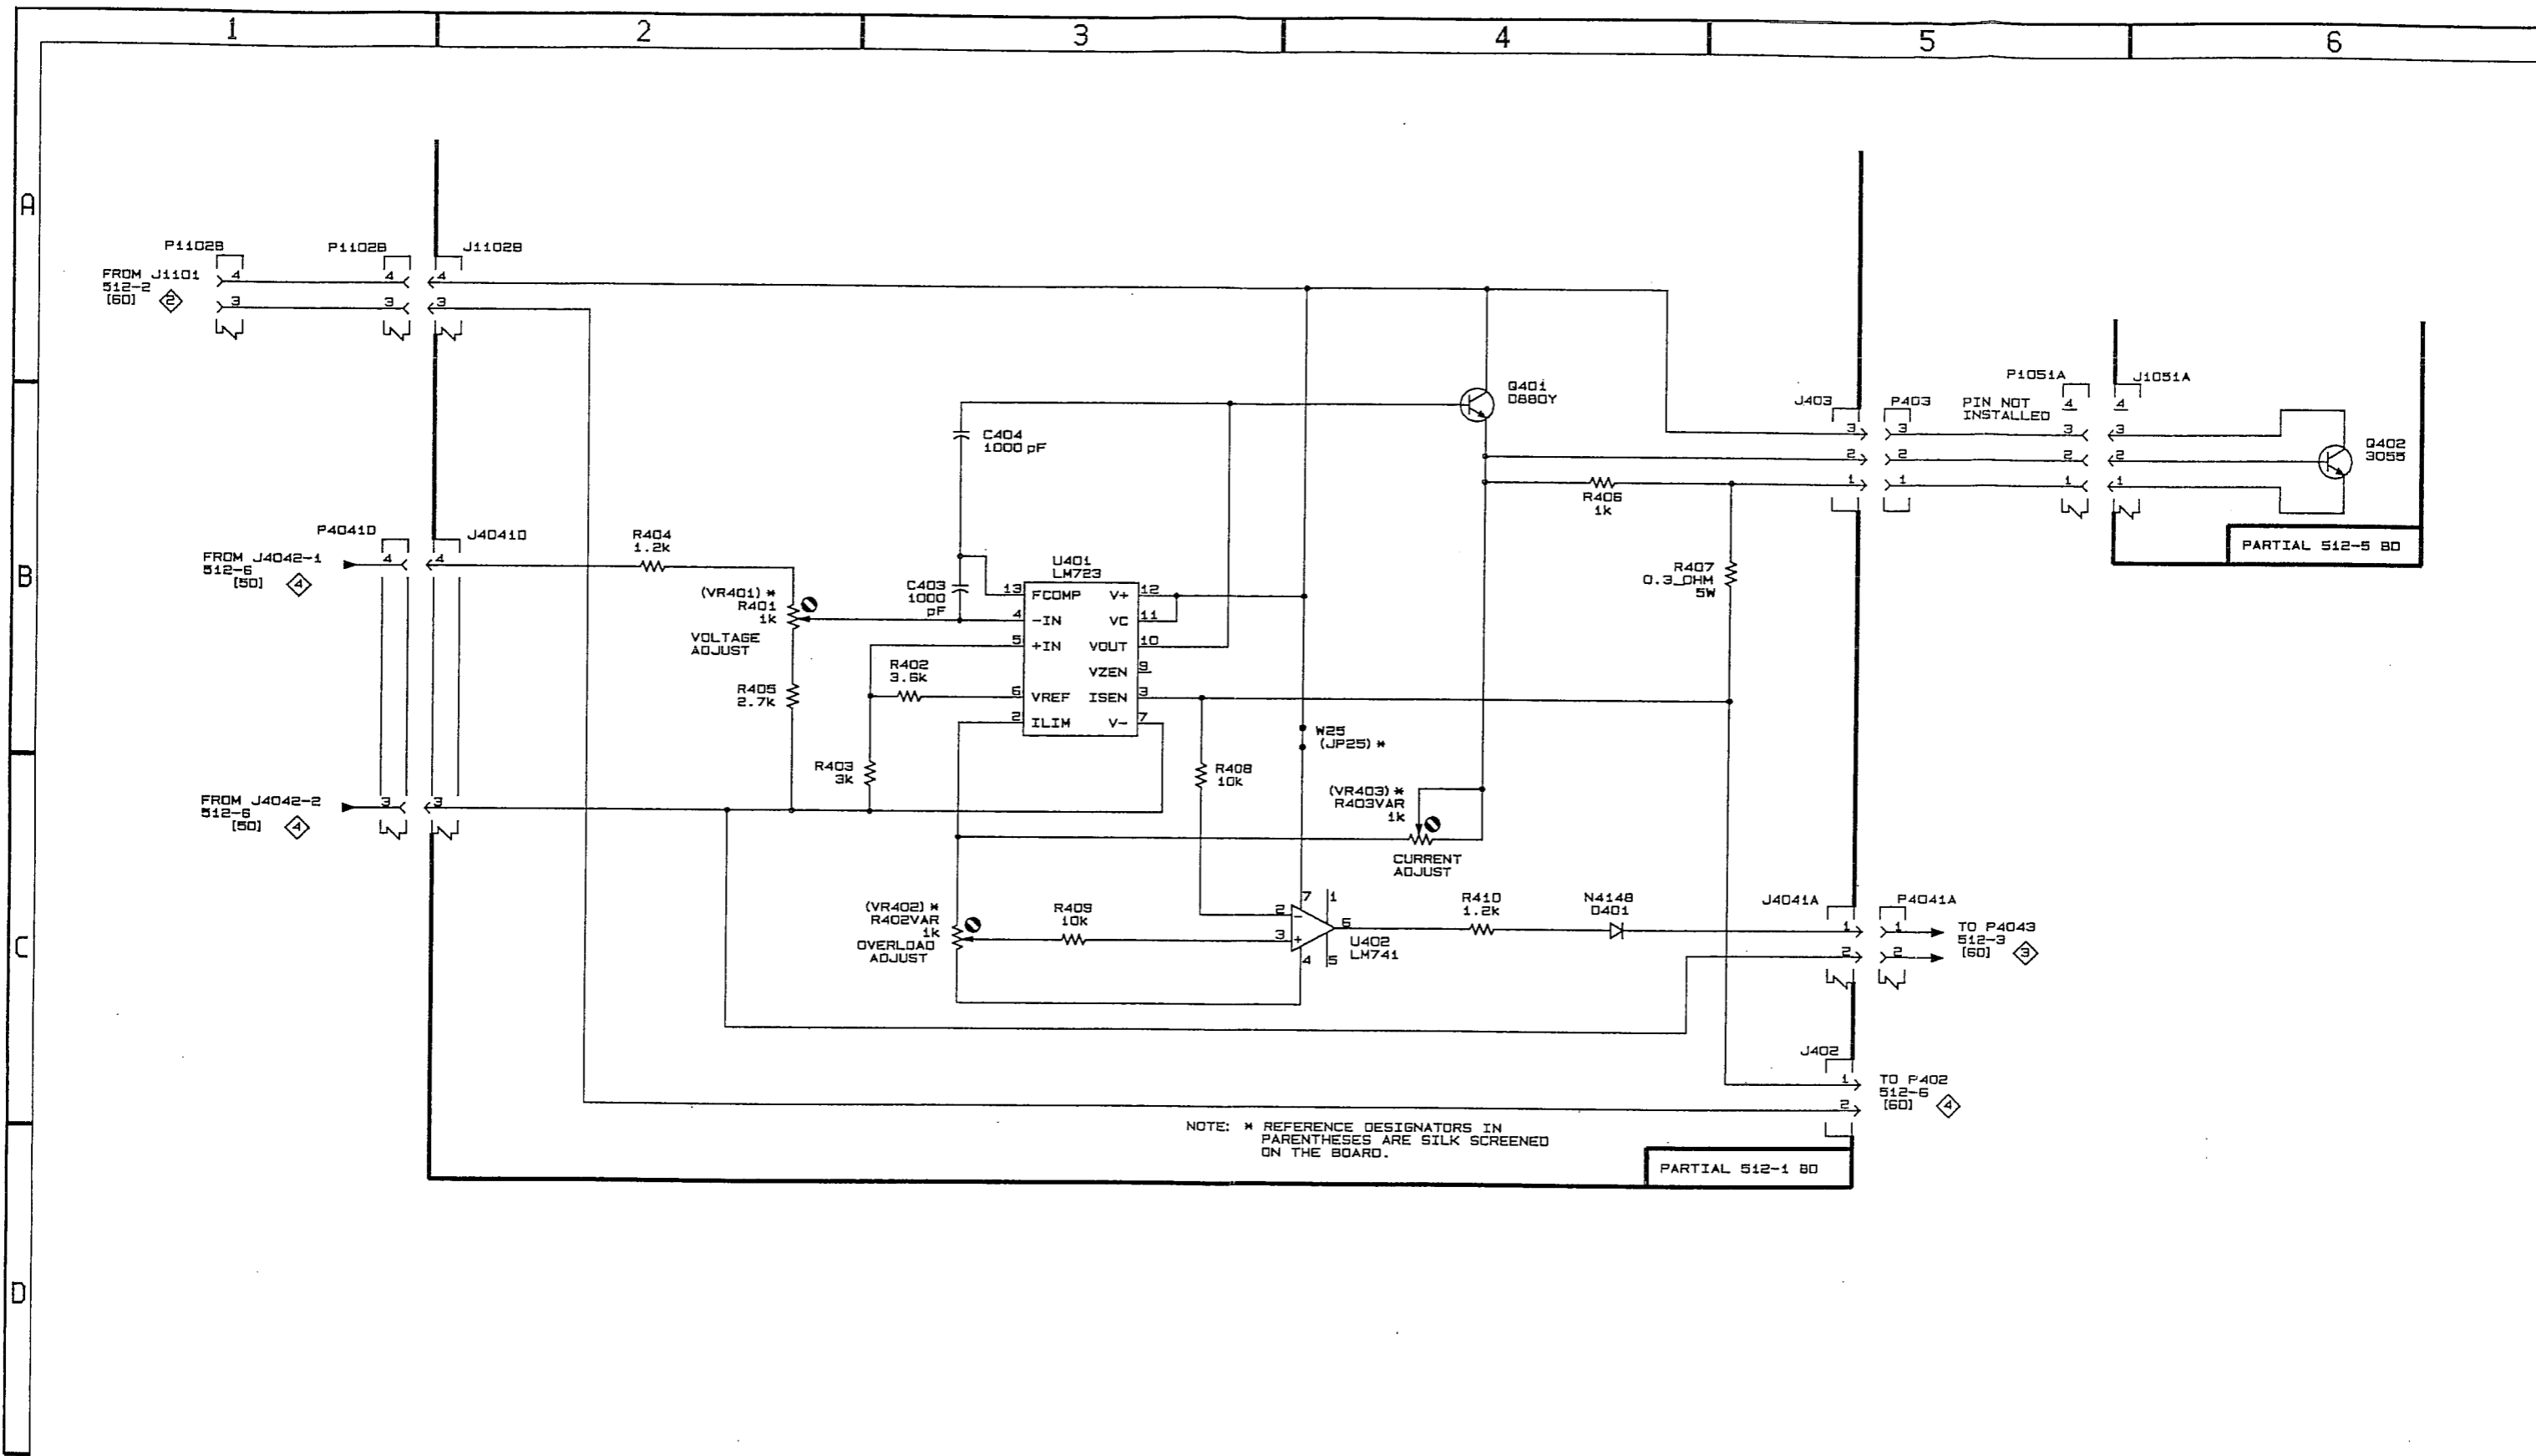 1 2 3 4 5 6
A
B
C
D
P1102B P1102B J1102B
FROM J1101
512-2
[60] 2
4 4 4
3 3 3
P4041D J4041D
FROM J4042-1
512-6
[50] 4
4 4
FROM J4042-2
512-6
[50] 4
3 3
R404
1.2k
(VR401) *
R401
1k
VOLTAGE
ADJUST
R405
2.7k
C404
1000 pF
C403
1000
pF
U401
LM723
13 FCOMP V+ 12
4 -IN VC 11
5 +IN VOUT 10
VZEN 9
6 VREF ISEN 3
2 ILIM V- 7
R402
3.6k
R403
3k
R408
10k
W25
(JP25) *
Q401
D880Y
R406
1k
R407
0.3_OHM
5W
(VR403) *
R403VAR
1k
CURRENT
ADJUST
(VR402) *
R402VAR
1k
OVERLOAD
ADJUST
R409
10k
7 1
2 -
6
3 +
4 5
U402
LM741
R410
1.2k
N4148
D401
J403 P403
3 3
2 2
1 1
PIN NOT
INSTALLED
P1051A J1051A
4 4
3 3
2 2
1 1
Q402
3055
PARTIAL 512-5 BD
J4041A P4041A
1 1
2 2
TO P4043
512-3
[60] 3
J402
1
2
TO P402
512-6
[60] 4
NOTE: * REFERENCE DESIGNATORS IN
PARENTHESES ARE SILK SCREENED
ON THE BOARD.
PARTIAL 512-1 BD